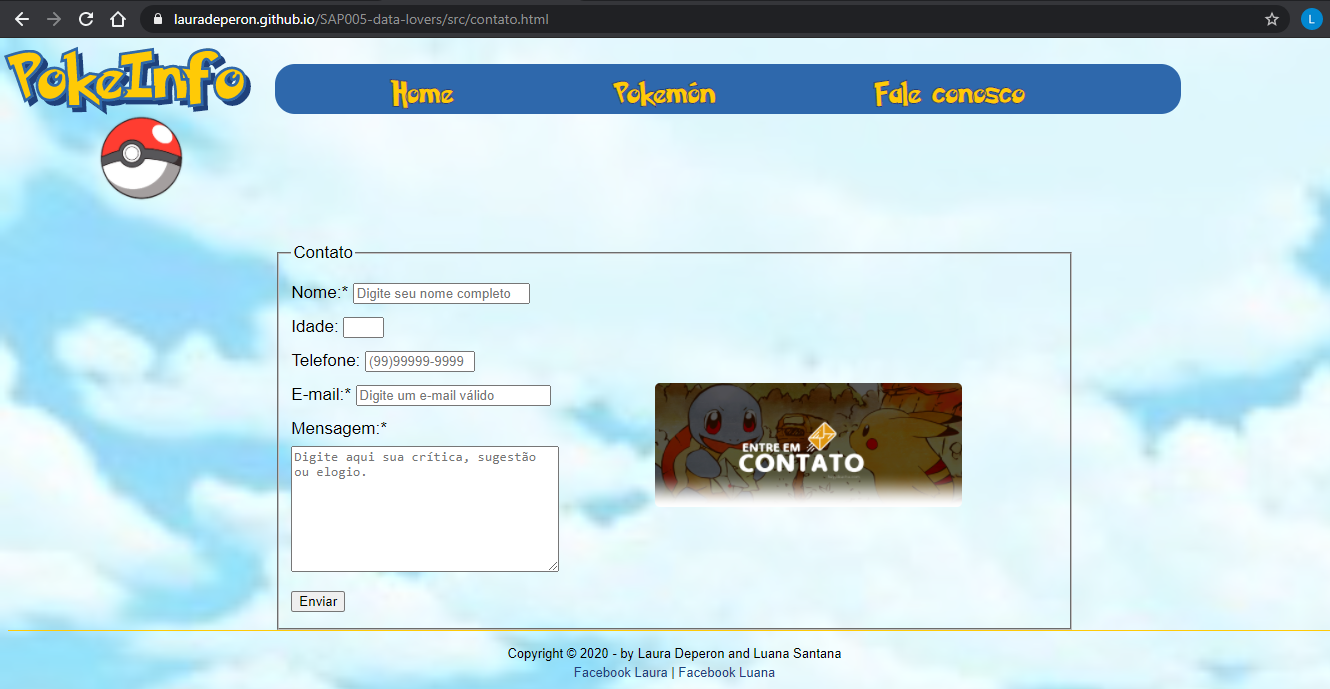 lauradeperon.github.io/SAP005-data-lovers/src/contato.html
L
PokeInfo
Home Pokemón Fale conosco
Contato
Nome:* Digite seu nome completo
Idade:
Telefone: (99)99999-9999
E-mail:* Digite um e-mail válido
Mensagem:*
Digite aqui sua crítica, sugestão
ou elogio.
ENTRE EM
CONTATO
Enviar
Copyright © 2020 - by Laura Deperon and Luana Santana
Facebook Laura | Facebook Luana